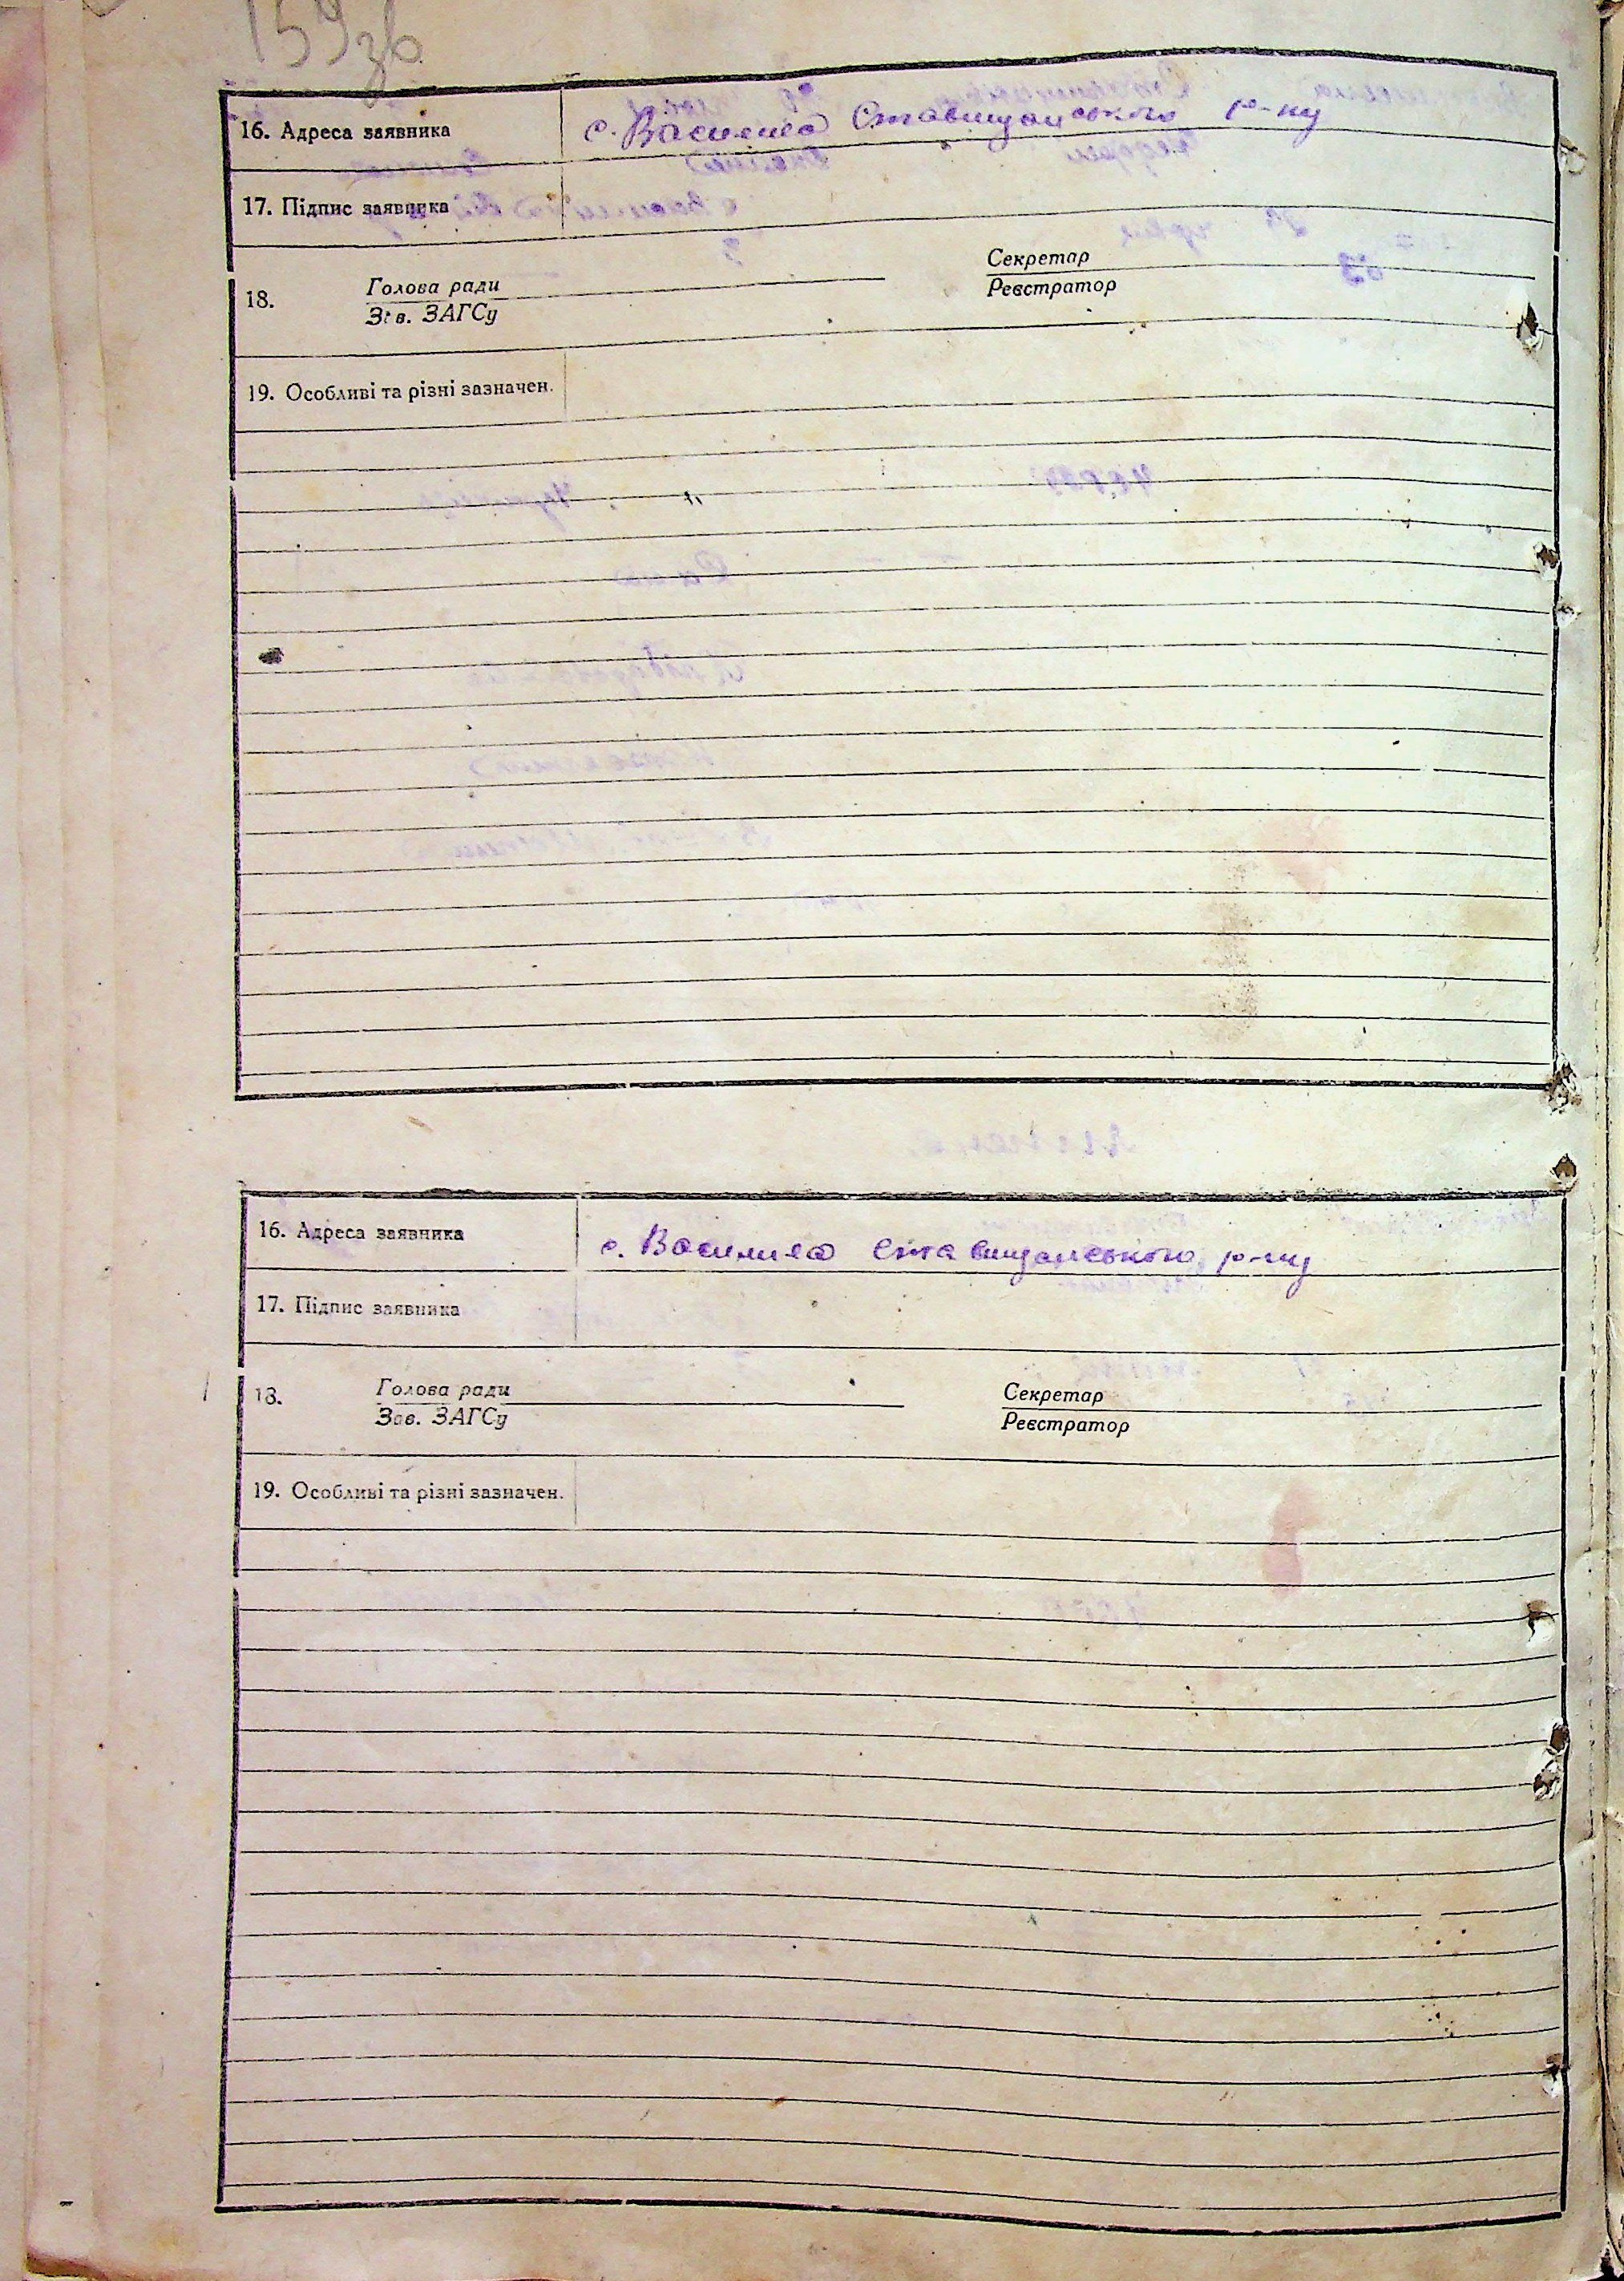 159зв
16. Адреса заявника с. Василиха Ставищанського р-ну
17. Підпис заявника
Голова ради Секретар
18.
Зав. ЗАГСу Реєстратор
19. Особливі та різні зазначен.
16. Адреса заявника с. Василиха Ставищанського р-ну
17. Підпис заявника
Голова ради Секретар
18.
Зав. ЗАГСу Реєстратор
19. Особливі та різні зазначен.